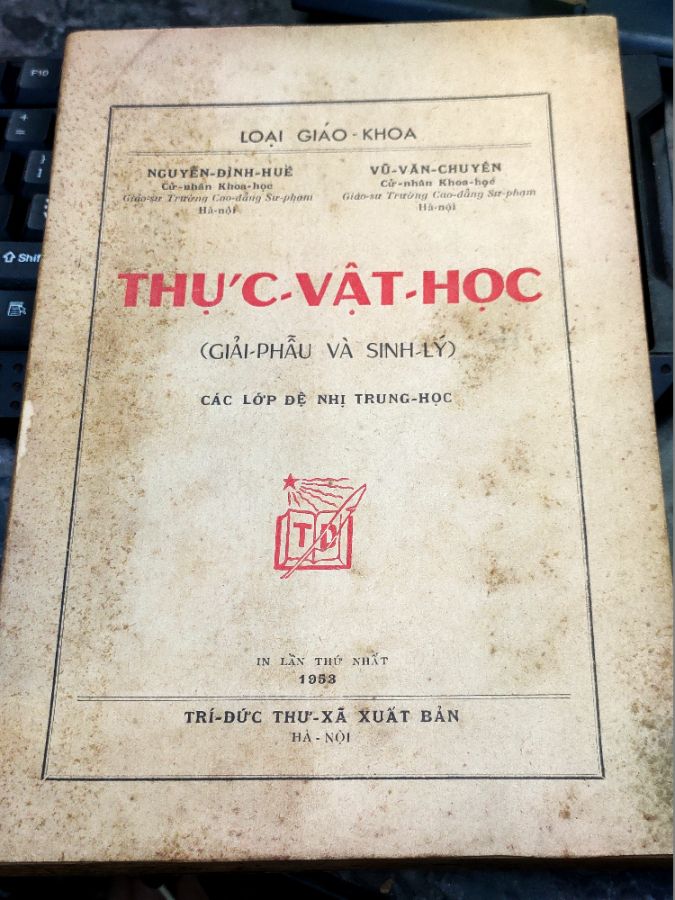 LOẠI GIÁO-KHOA
NGUYỄN-ĐÌNH-HUÊ
Cử-nhân Khoa-học
Giáo-sư Trường Cao-đẳng Sư-phạm
Hà-nội
VŨ-VĂN-CHUYÊN
Cử-nhân Khoa-học
Giáo-sư Trường Cao-đẳng Sư-phạm
Hà-nội
THỰC-VẬT-HỌC
(GIẢI-PHẪU VÀ SINH-LÝ)
CÁC LỚP ĐỆ NHỊ TRUNG-HỌC
T Đ
IN LẦN THỨ NHẤT
1953
TRÍ-ĐỨC THƯ-XÃ XUẤT BẢN
HÀ-NỘI
F10
+
=
}
Shift